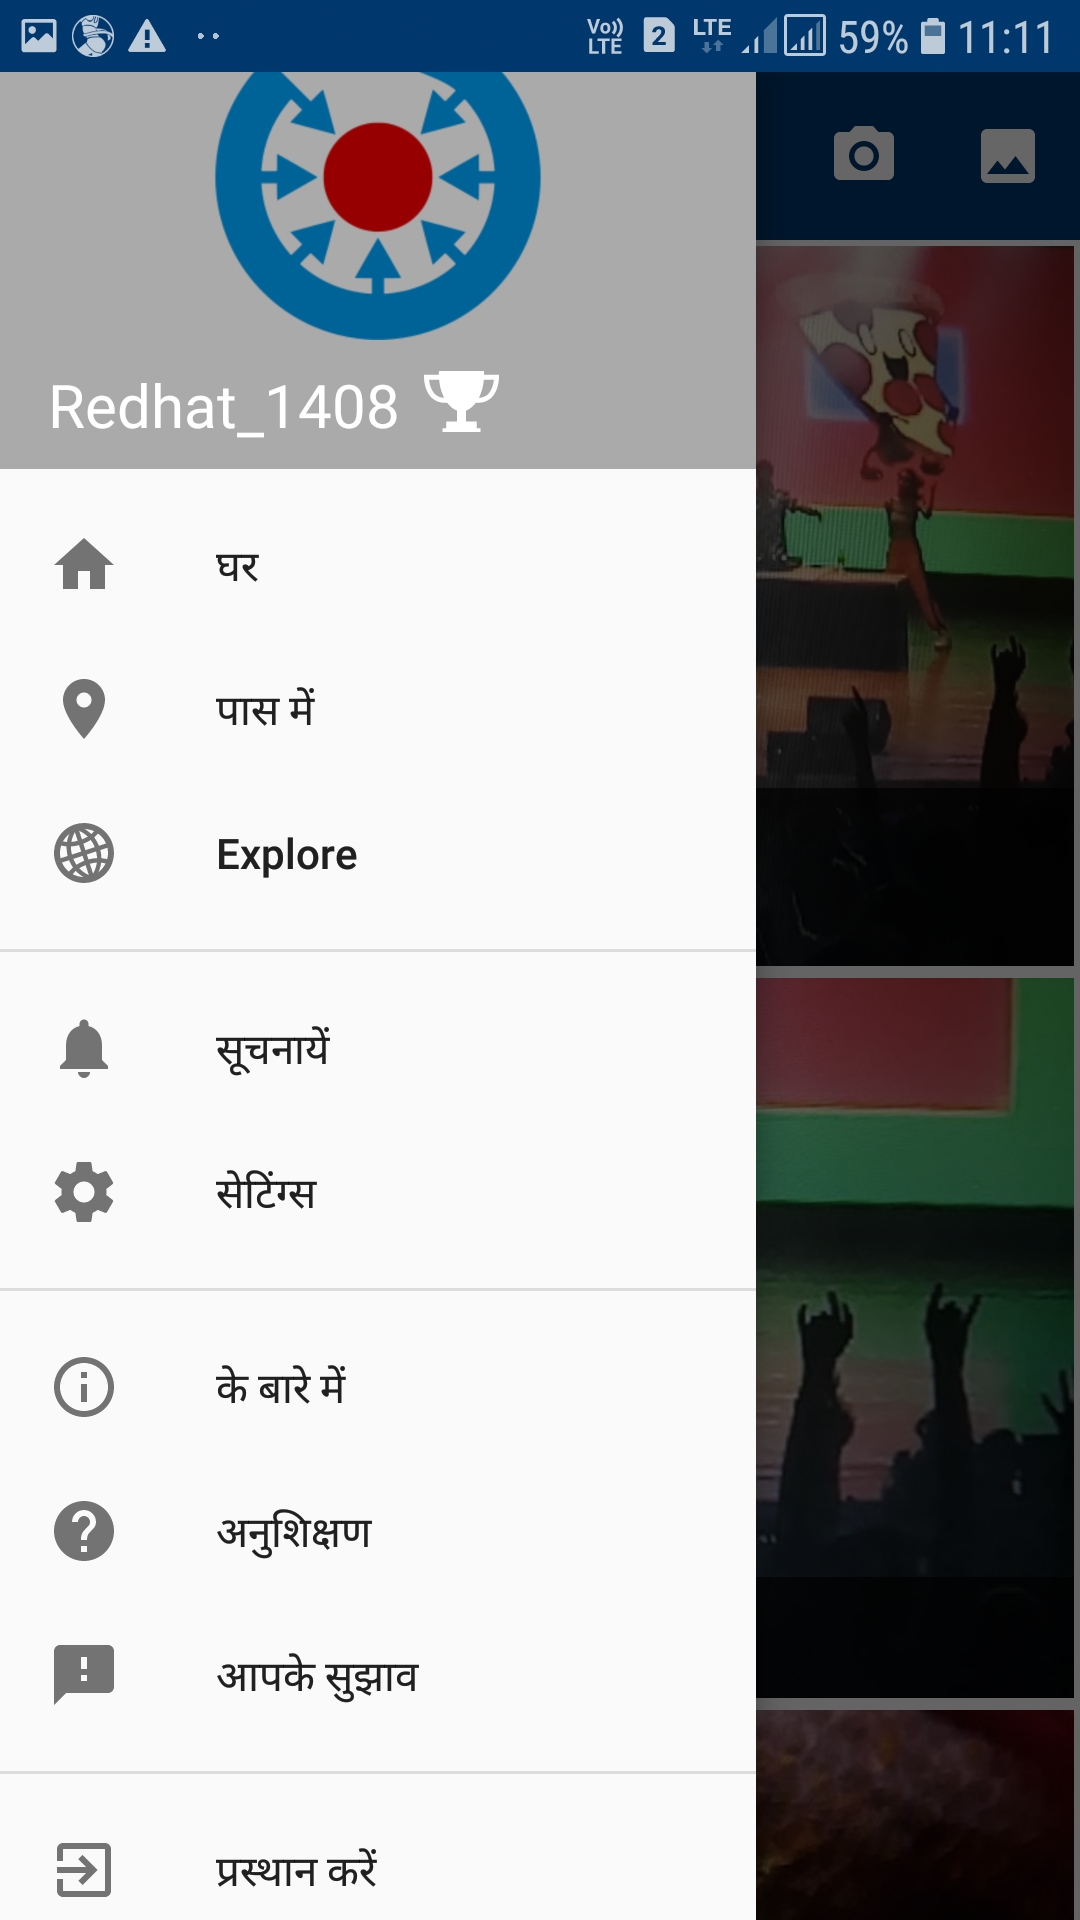 Vo)) LTE 2 LTE 59% 11:11
Redhat_1408
घर
पास में
Explore
सूचनायें
सेटिंग्स
के बारे में
अनुशिक्षण
आपके सुझाव
प्रस्थान करें